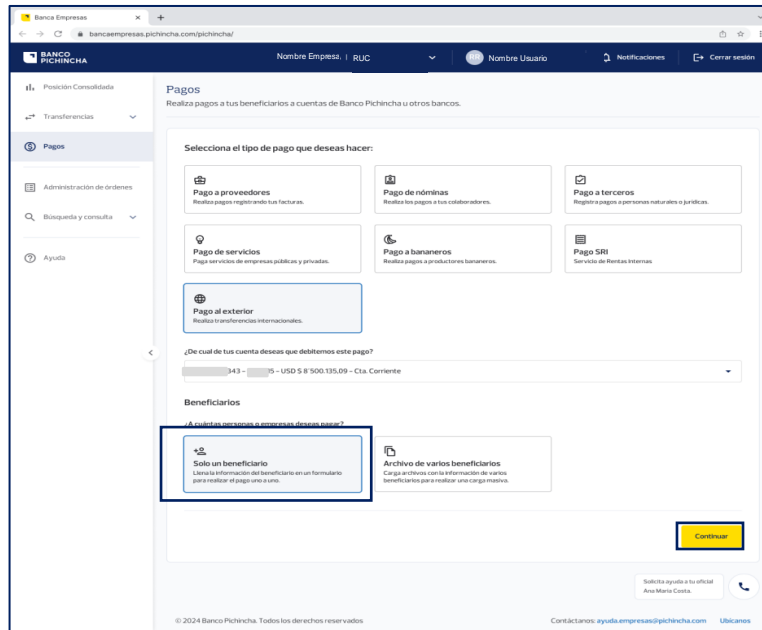 Banca Empresas
bancaempresas.pichincha.com/pichincha/
BANCO
PICHINCHA
Nombre Empresa. | RUC
RR Nombre Usuario
Notificaciones
Cerrar sesión
Posición Consolidada
Transferencias
Pagos
Administración de órdenes
Búsqueda y consulta
Ayuda
Pagos
Realiza pagos a tus beneficiarios a cuentas de Banco Pichincha u otros bancos.
Selecciona el tipo de pago que deseas hacer:
Pago a proveedores
Realiza pagos registrando tus facturas.
Pago de nóminas
Realiza los pagos a tus colaboradores.
Pago a terceros
Registra pagos a personas naturales o jurídicas.
Pago de servicios
Paga servicios de empresas públicas y privadas.
Pago a bananeros
Realiza pagos a productores bananeros.
Pago SRI
Servicio de Rentas Internas
Pago al exterior
Realiza transferencias internacionales.
¿De cual de tus cuenta deseas que debitemos este pago?
343 – 05 – USD $ 8'500.135,09 – Cta. Corriente
Beneficiarios
¿A cuántas personas o empresas deseas pagar?
Solo un beneficiario
Llena la información del beneficiario en un formulario
para realizar el pago uno a uno.
Archivo de varios beneficiarios
Carga archivos con la información de varios
beneficiarios para realizar una carga masiva.
Continuar
Solicita ayuda a tu oficial
Ana María Costa.
© 2024 Banco Pichincha. Todos los derechos reservados
Contáctanos: ayuda.empresas@pichincha.com Ubícanos